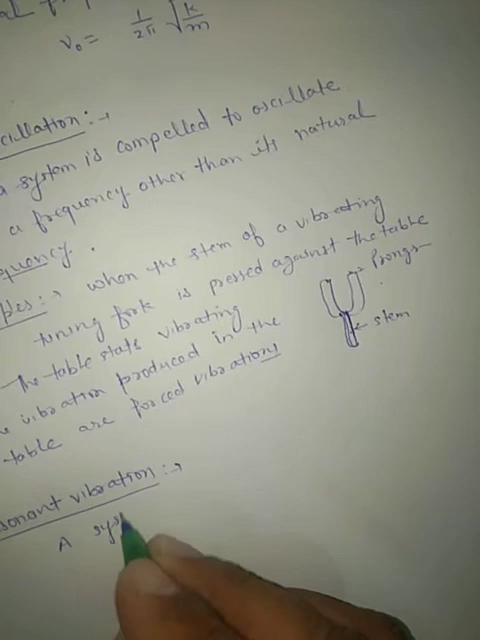 ν₀ = 1/2π √k/m
cillation :→
a system is compelled to oscillate
a frequency other than its natural
quency .
ples :→ when the stem of a vibrating
tuning fork is pressed against the table
the table stats vibrating
e vibration produced in the
table are forced vibrations
Prongs
stem
sonant vibration :→
A sys